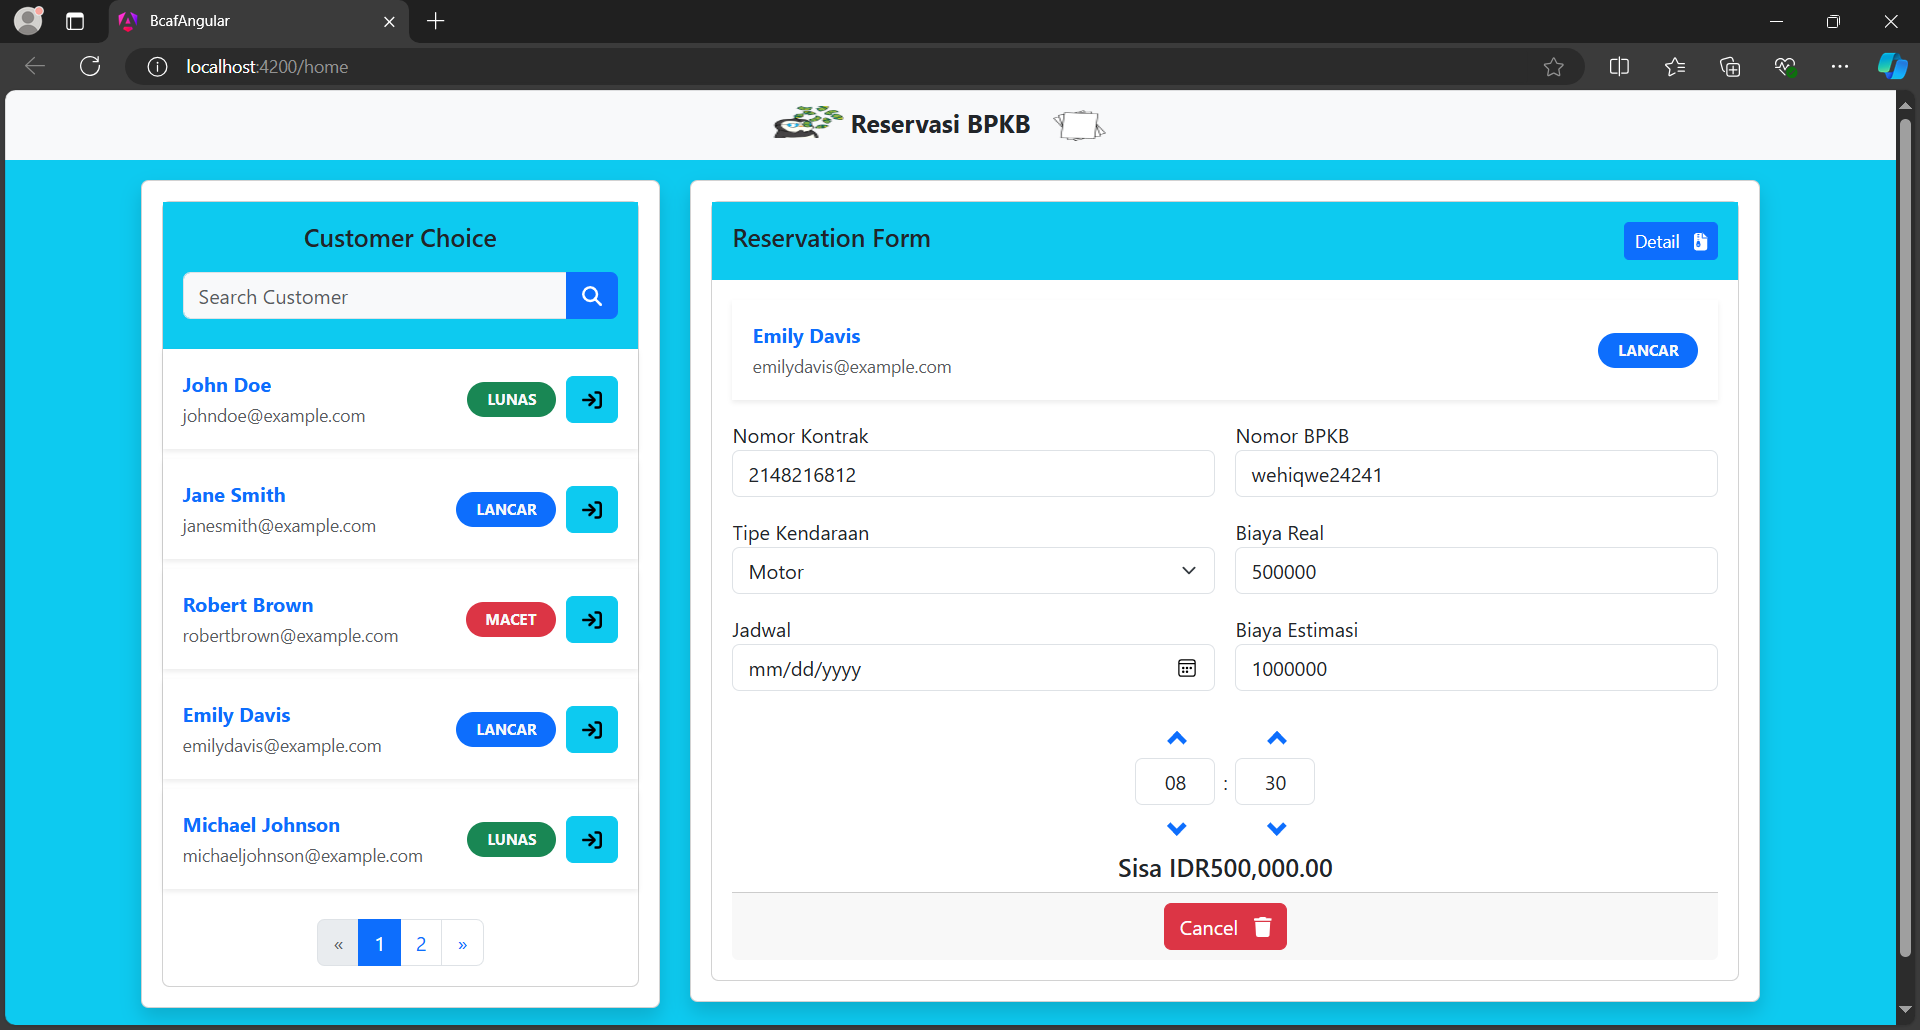 BcafAngular
localhost:4200/home
Reservasi BPKB
Customer Choice
Search Customer
John Doe
johndoe@example.com
LUNAS
Jane Smith
janesmith@example.com
LANCAR
Robert Brown
robertbrown@example.com
MACET
Emily Davis
emilydavis@example.com
LANCAR
Michael Johnson
michaeljohnson@example.com
LUNAS
« 1 2 »
Reservation Form
Detail
Emily Davis
emilydavis@example.com
LANCAR
Nomor Kontrak
2148216812
Nomor BPKB
wehiqwe24241
Tipe Kendaraan
Motor
Biaya Real
500000
Jadwal
mm/dd/yyyy
Biaya Estimasi
1000000
08 : 30
Sisa IDR500,000.00
Cancel